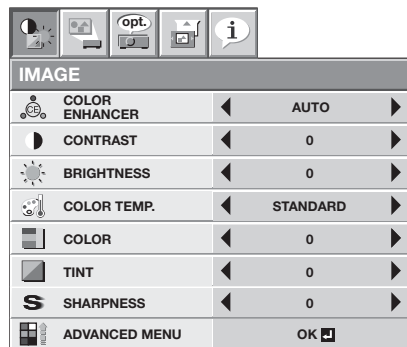 opt.
i
IMAGE
CE
COLOR
ENHANCER
AUTO
CONTRAST
0
BRIGHTNESS
0
COLOR TEMP.
STANDARD
COLOR
0
TINT
0
SHARPNESS
0
ADVANCED MENU
OK